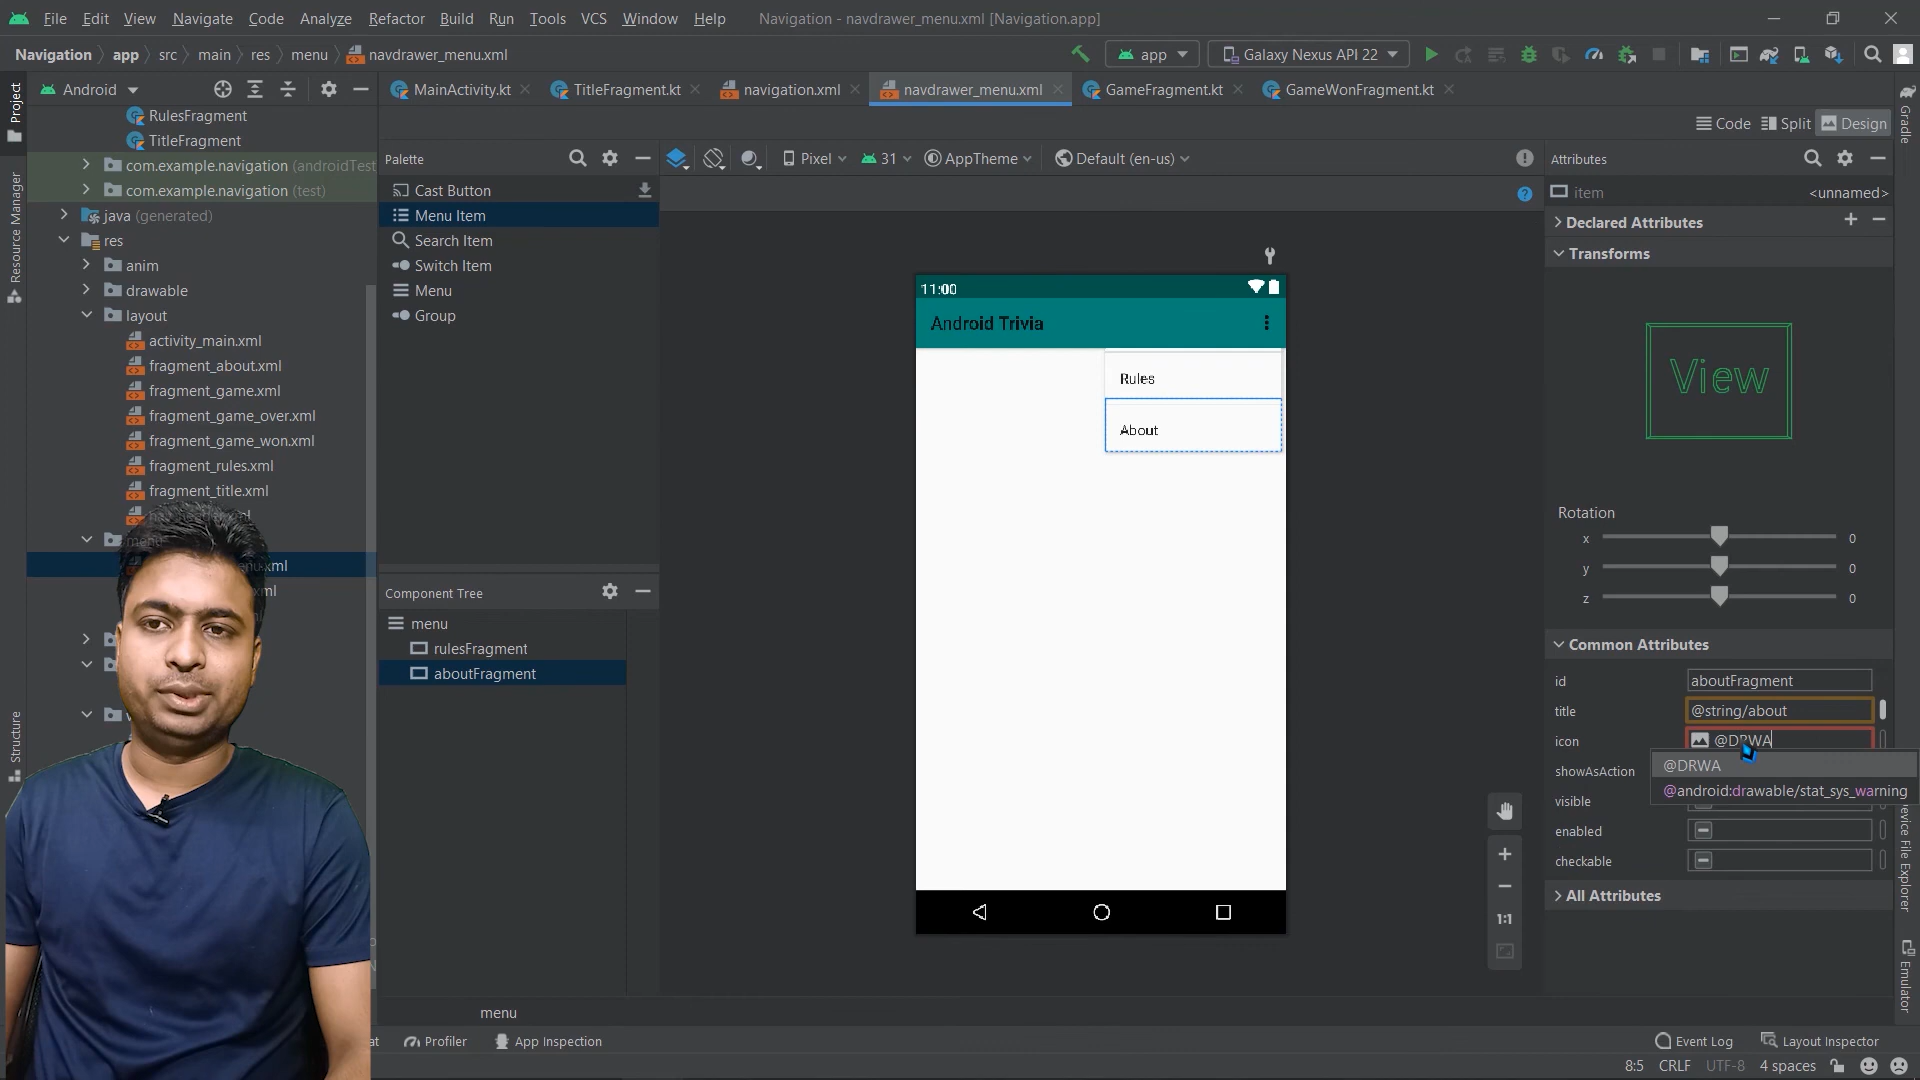 File Edit View Navigate Code Analyze Refactor Build Run Tools VCS Window Help Navigation - navdrawer_menu.xml [Navigation.app]
Navigation app src main res menu navdrawer_menu.xml
app Galaxy Nexus API 22
Project
Android
MainActivity.kt TitleFragment.kt navigation.xml navdrawer_menu.xml GameFragment.kt GameWonFragment.kt
Gradle
Code Split Design
RulesFragment
TitleFragment
com.example.navigation (androidTest
com.example.navigation (test)
java (generated)
res
anim
drawable
layout
activity_main.xml
fragment_about.xml
fragment_game.xml
fragment_game_over.xml
fragment_game_won.xml
fragment_rules.xml
fragment_title.xml
menu
Resource Manager
Structure
Palette
Cast Button
Menu Item
Search Item
Switch Item
Menu
Group
Component Tree
menu
rulesFragment
aboutFragment
Pixel 31 AppTheme Default (en-us)
11:00
Android Trivia
Rules
About
1:1
Attributes
item <unnamed>
Declared Attributes
Transforms
View
Rotation
x 0
y 0
z 0
Common Attributes
id aboutFragment
title @string/about
icon @DRWA
@DRWA
showAsAction
@android:drawable/stat_sys_warning
visible
enabled
checkable
All Attributes
Device File Explorer
Emulator
menu
Profiler App Inspection Event Log Layout Inspector
8:5 CRLF UTF-8 4 spaces